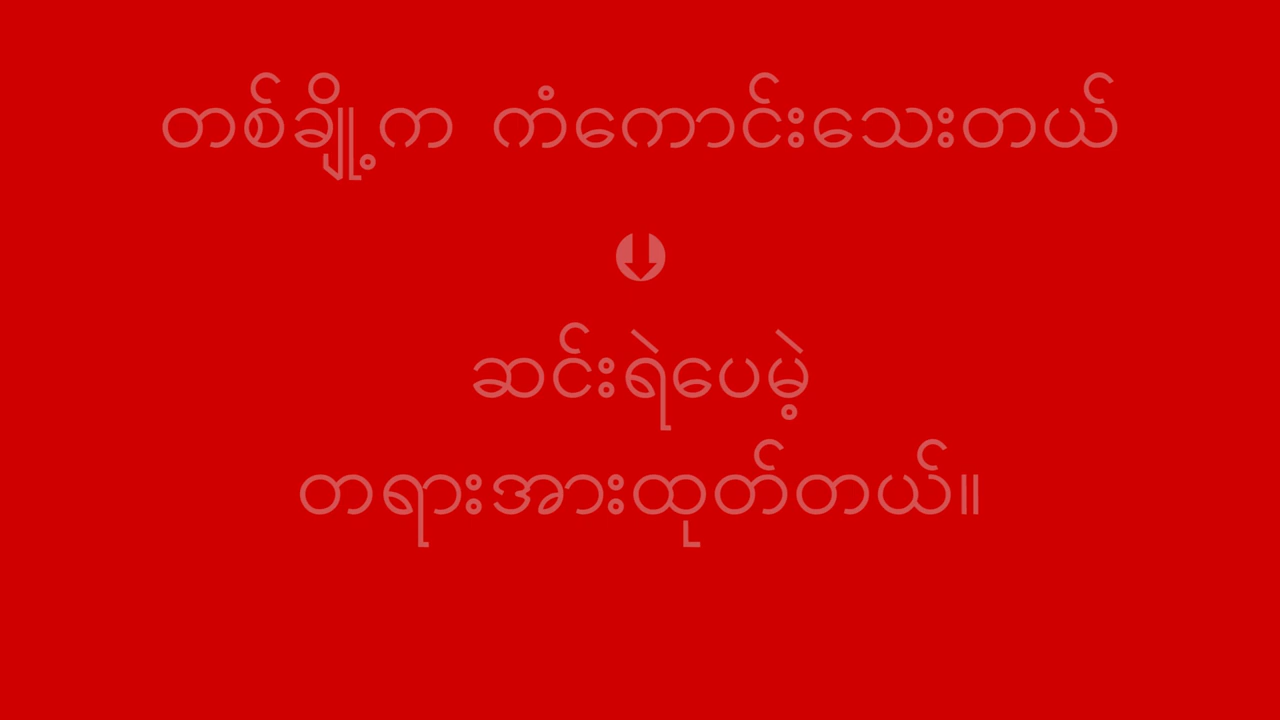 တစ်ချို့က ကံကောင်းသေးတယ်
ဆင်းရဲပေမဲ့
တရားအားထုတ်တယ်။